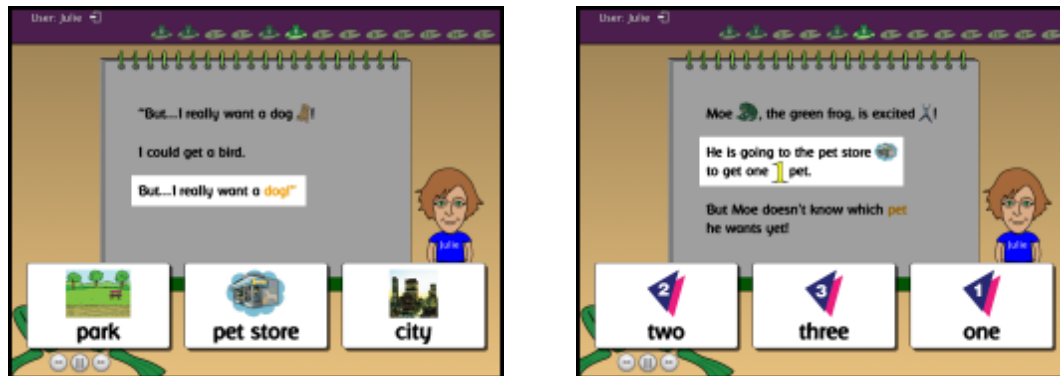 User: Julie
"But...I really want a dog !
I could get a bird.
But...I really want a dog!"
Julie
park
pet store
city
User: Julie
Moe , the green frog, is excited !
He is going to the pet store
to get one 1 pet.
But Moe doesn't know which pet
he wants yet!
Julie
2
two
3
three
1
one